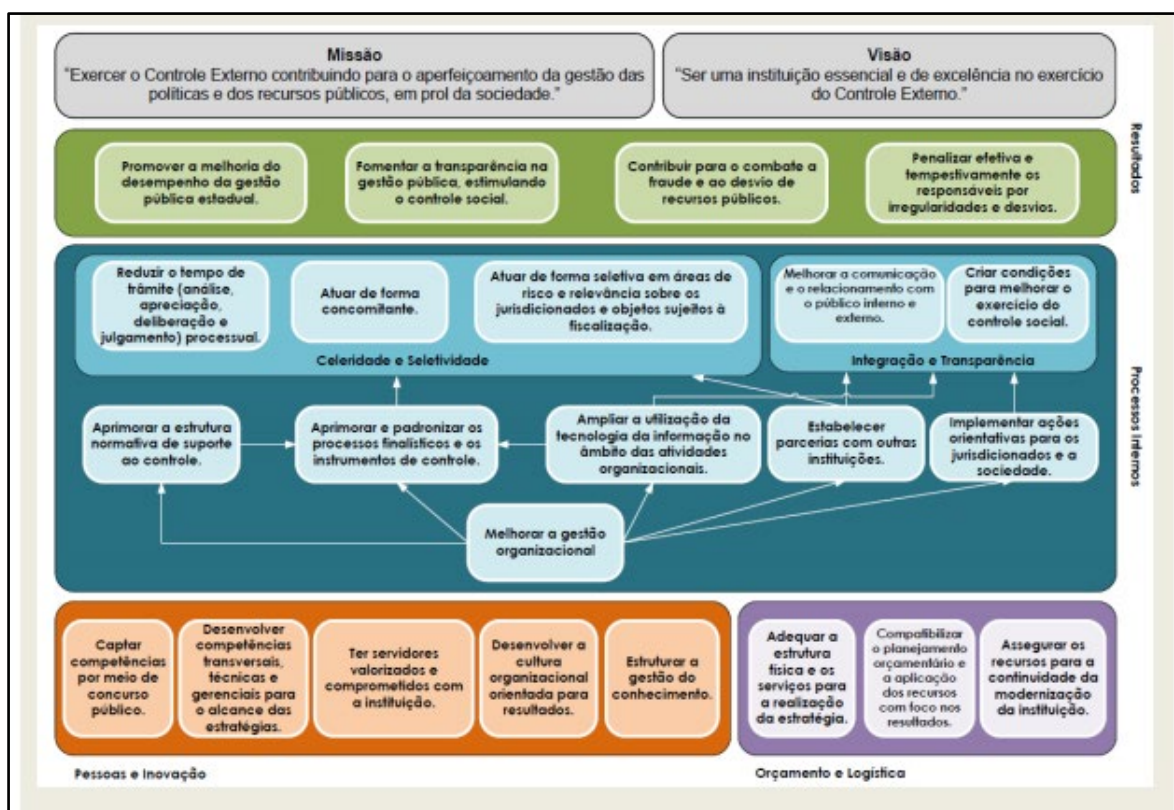 Missão
"Exercer o Controle Externo contribuindo para o aperfeiçoamento da gestão das
políticas e dos recursos públicos, em prol da sociedade."
Visão
"Ser uma instituição essencial e de excelência no exercício
do Controle Externo."
Resultados
Promover a melhoria do
desempenho da gestão
pública estadual.
Fomentar a transparência na
gestão pública, estimulando
o controle social.
Contribuir para o combate a
fraude e ao desvio de
recursos públicos.
Penalizar efetiva e
tempestivamente os
responsáveis por
irregularidades e desvios.
Processos Internos
Reduzir o tempo de
trâmite (análise,
apreciação,
deliberação e
julgamento) processual.
Atuar de forma
concomitante.
Atuar de forma seletiva em áreas de
risco e relevância sobre os
jurisdicionados e objetos sujeitos à
fiscalização.
Celeridade e Seletividade
Melhorar a comunicação
e o relacionamento com
o público interno e
externo.
Criar condições
para melhorar o
exercício do
controle social.
Integração e Transparência
Aprimorar a estrutura
normativa de suporte
ao controle.
Aprimorar e padronizar os
processos finalísticos e os
instrumentos de controle.
Ampliar a utilização da
tecnologia da informação no
âmbito das atividades
organizacionais.
Estabelecer
parcerias com outras
instituições.
Implementar ações
orientativas para os
jurisdicionados e a
sociedade.
Melhorar a gestão
organizacional
Captar
competências
por meio de
concurso
público.
Desenvolver
competências
transversais,
técnicas e
gerenciais para
o alcance das
estratégias.
Ter servidores
valorizados e
comprometidos com
a instituição.
Desenvolver a
cultura
organizacional
orientada para
resultados.
Estruturar a
gestão do
conhecimento.
Pessoas e Inovação
Adequar a
estrutura
física e os
serviços para
a realização
da estratégia.
Compatibilizar
o planejamento
orçamentário e
a aplicação
dos recursos
com foco nos
resultados.
Assegurar os
recursos para a
continuidade da
modernização
da instituição.
Orçamento e Logística